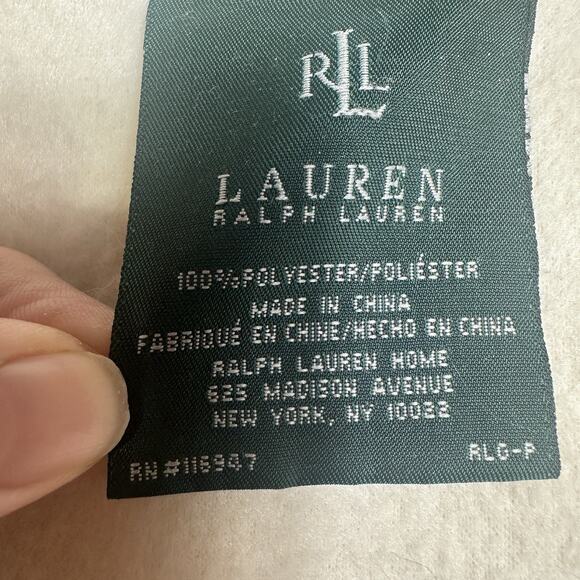 RLL
LAUREN
RALPH LAUREN
100%POLYESTER/POLIÉSTER
MADE IN CHINA
FABRIQUÉ EN CHINE/HECHO EN CHINA
RALPH LAUREN HOME
625 MADISON AVENUE
NEW YORK, NY 10022
RN #116947 RLG-P